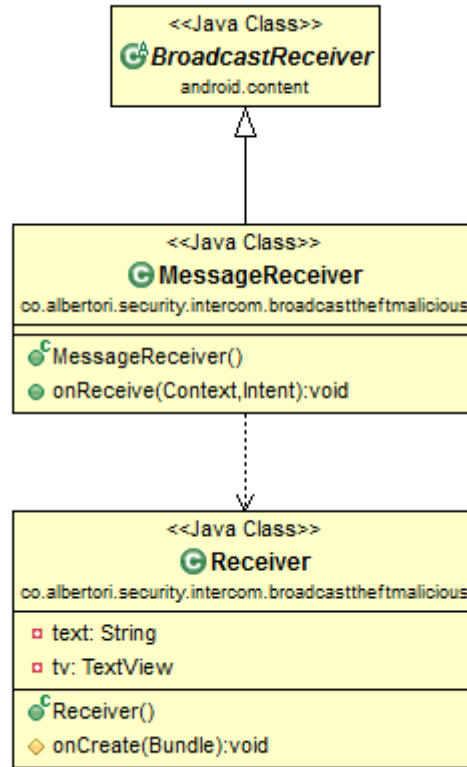 <<Java Class>>
BroadcastReceiver
android.content
<<Java Class>>
MessageReceiver
co.albertori.security.intercom.broadcasttheftmalicious
MessageReceiver()
onReceive(Context,Intent):void
<<Java Class>>
Receiver
co.albertori.security.intercom.broadcasttheftmalicious
text: String
tv: TextView
Receiver()
onCreate(Bundle):void